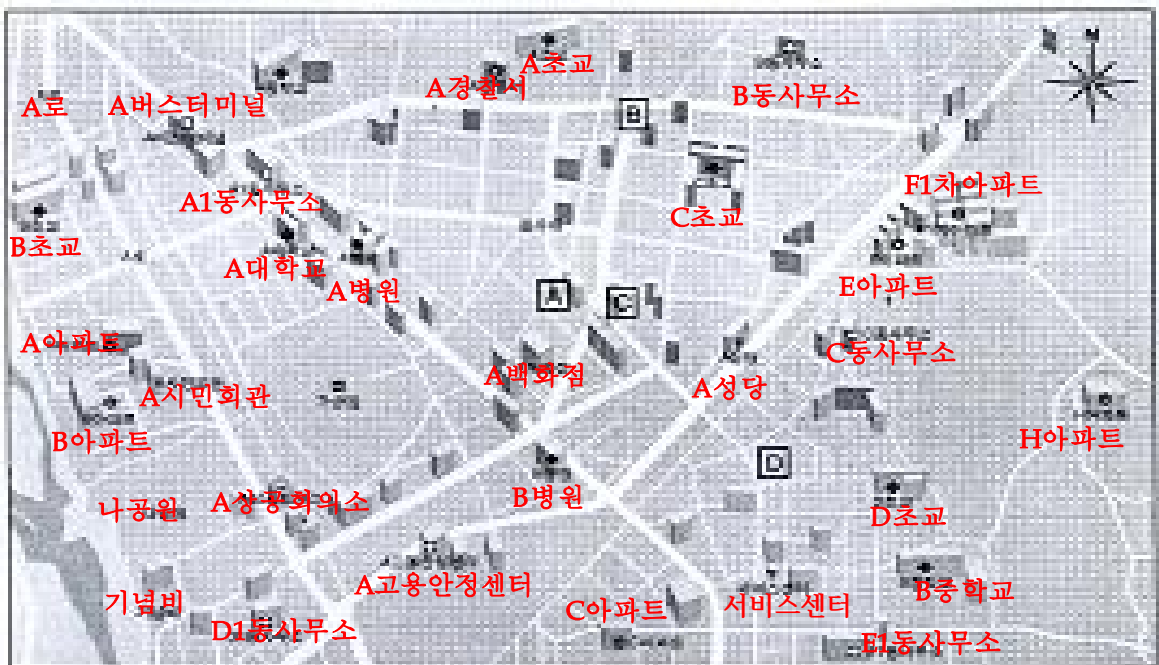 A초교
A경찰서
B동사무소
A로
A버스터미널
B
F1차아파트
A1동사무소
C초교
B초교
A대학교
A병원
E아파트
A
C
A아파트
C동사무소
A백화점
A성당
A시민회관
B아파트
H아파트
D
A상공회의소
B병원
나공원
D초교
A고용안정센터
B중학교
기념비
C아파트
서비스센터
D1동사무소
E1동사무소